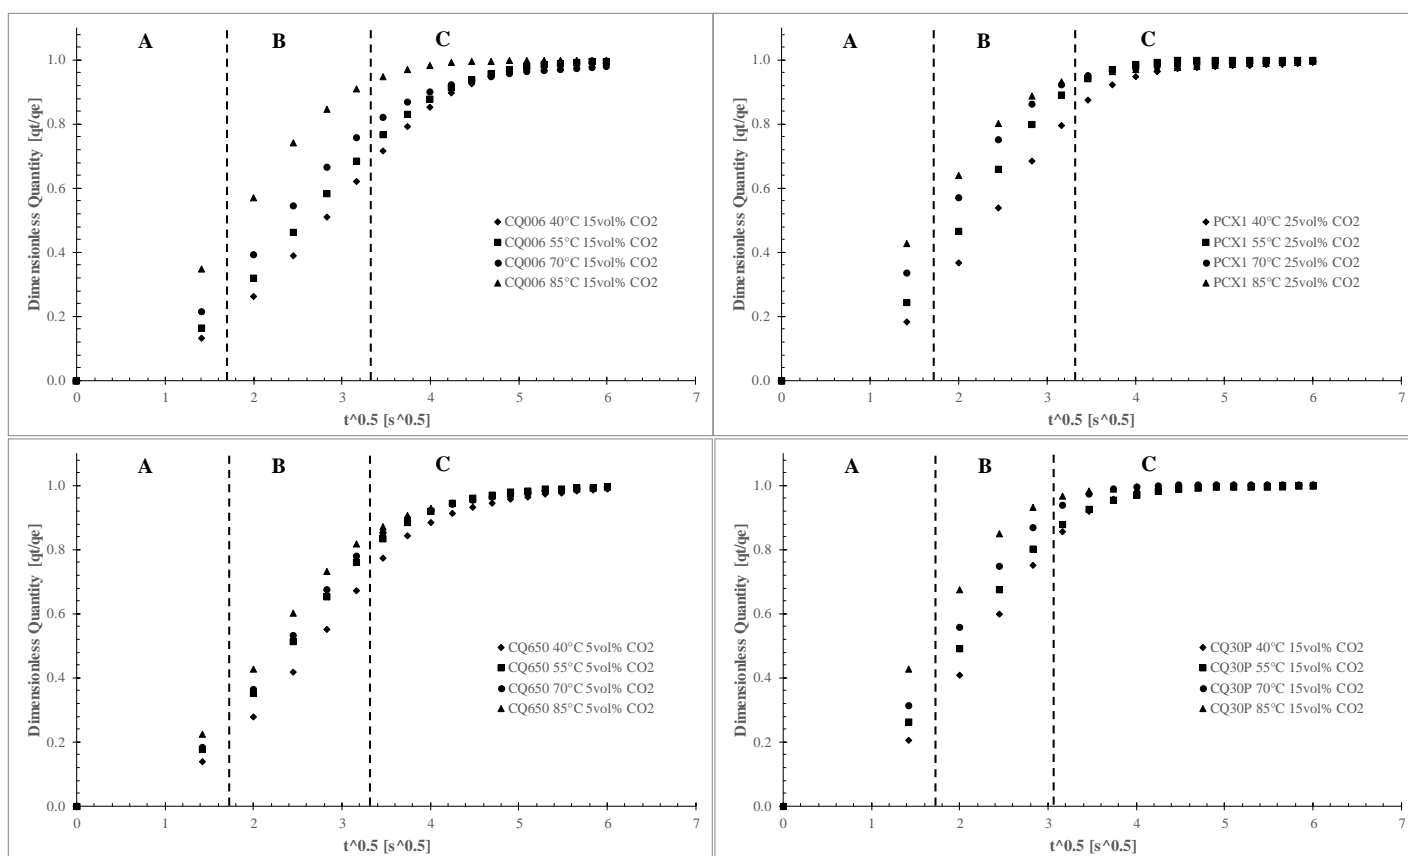 A B C
Dimensionless Quantity [qt/qe]
1.0
0.8
0.6
0.4
0.2
0.0
CQ006 40°C 15vol% CO2
CQ006 55°C 15vol% CO2
CQ006 70°C 15vol% CO2
CQ006 85°C 15vol% CO2
0 1 2 3 4 5 6 7
t^0.5 [s^0.5]
A B C
Dimensionless Quantity [qt/qe]
1.0
0.8
0.6
0.4
0.2
0.0
PCX1 40°C 25vol% CO2
PCX1 55°C 25vol% CO2
PCX1 70°C 25vol% CO2
PCX1 85°C 25vol% CO2
0 1 2 3 4 5 6 7
t^0.5 [s^0.5]
A B C
Dimensionless Quantity [qt/qe]
1.0
0.8
0.6
0.4
0.2
0.0
CQ650 40°C 5vol% CO2
CQ650 55°C 5vol% CO2
CQ650 70°C 5vol% CO2
CQ650 85°C 5vol% CO2
0 1 2 3 4 5 6 7
t^0.5 [s^0.5]
A B C
Dimensionless Quantity [qt/qe]
1.0
0.8
0.6
0.4
0.2
0.0
CQ30P 40°C 15vol% CO2
CQ30P 55°C 15vol% CO2
CQ30P 70°C 15vol% CO2
CQ30P 85°C 15vol% CO2
0 1 2 3 4 5 6 7
t^0.5 [s^0.5]